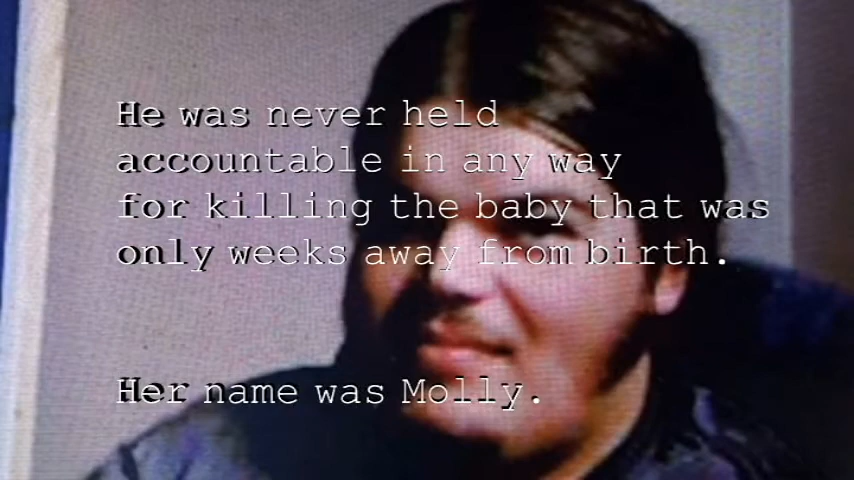 He was never held
accountable in any way
for killing the baby that was
only weeks away from birth.
Her name was Molly.